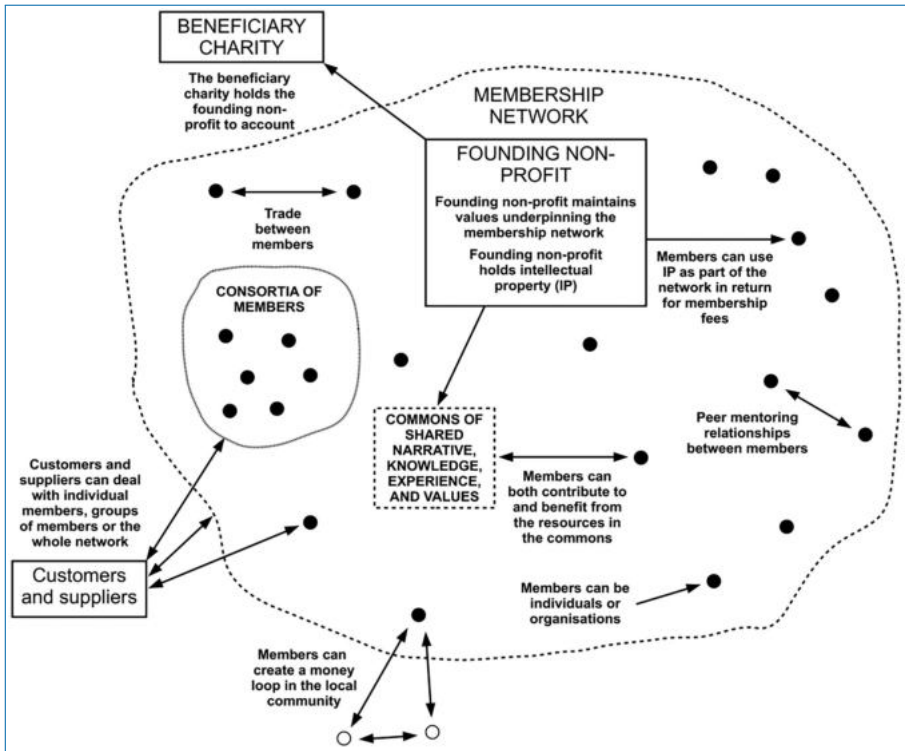 BENEFICIARY
CHARITY
The beneficiary
charity holds the
founding non-
profit to account
MEMBERSHIP
NETWORK
FOUNDING NON-
PROFIT
Founding non-profit maintains
values underpinning the
membership network
Founding non-profit
holds intellectual
property (IP)
Trade
between
members
Members can use
IP as part of the
network in return
for membership
fees
CONSORTIA OF
MEMBERS
COMMONS OF
SHARED
NARRATIVE,
KNOWLEDGE,
EXPERIENCE,
AND VALUES
Peer mentoring
relationships
between members
Customers and
suppliers can deal
with individual
members, groups
of members or the
whole network
Members can
both contribute to
and benefit from
the resources in
the commons
Customers
and suppliers
Members can be
individuals or
organisations
Members can
create a money
loop in the local
community